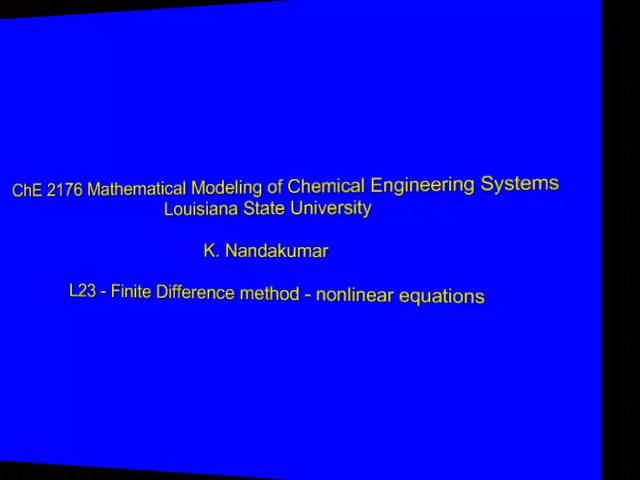 ChE 2176 Mathematical Modeling of Chemical Engineering Systems
Louisiana State University
K. Nandakumar
L23 - Finite Difference method - nonlinear equations